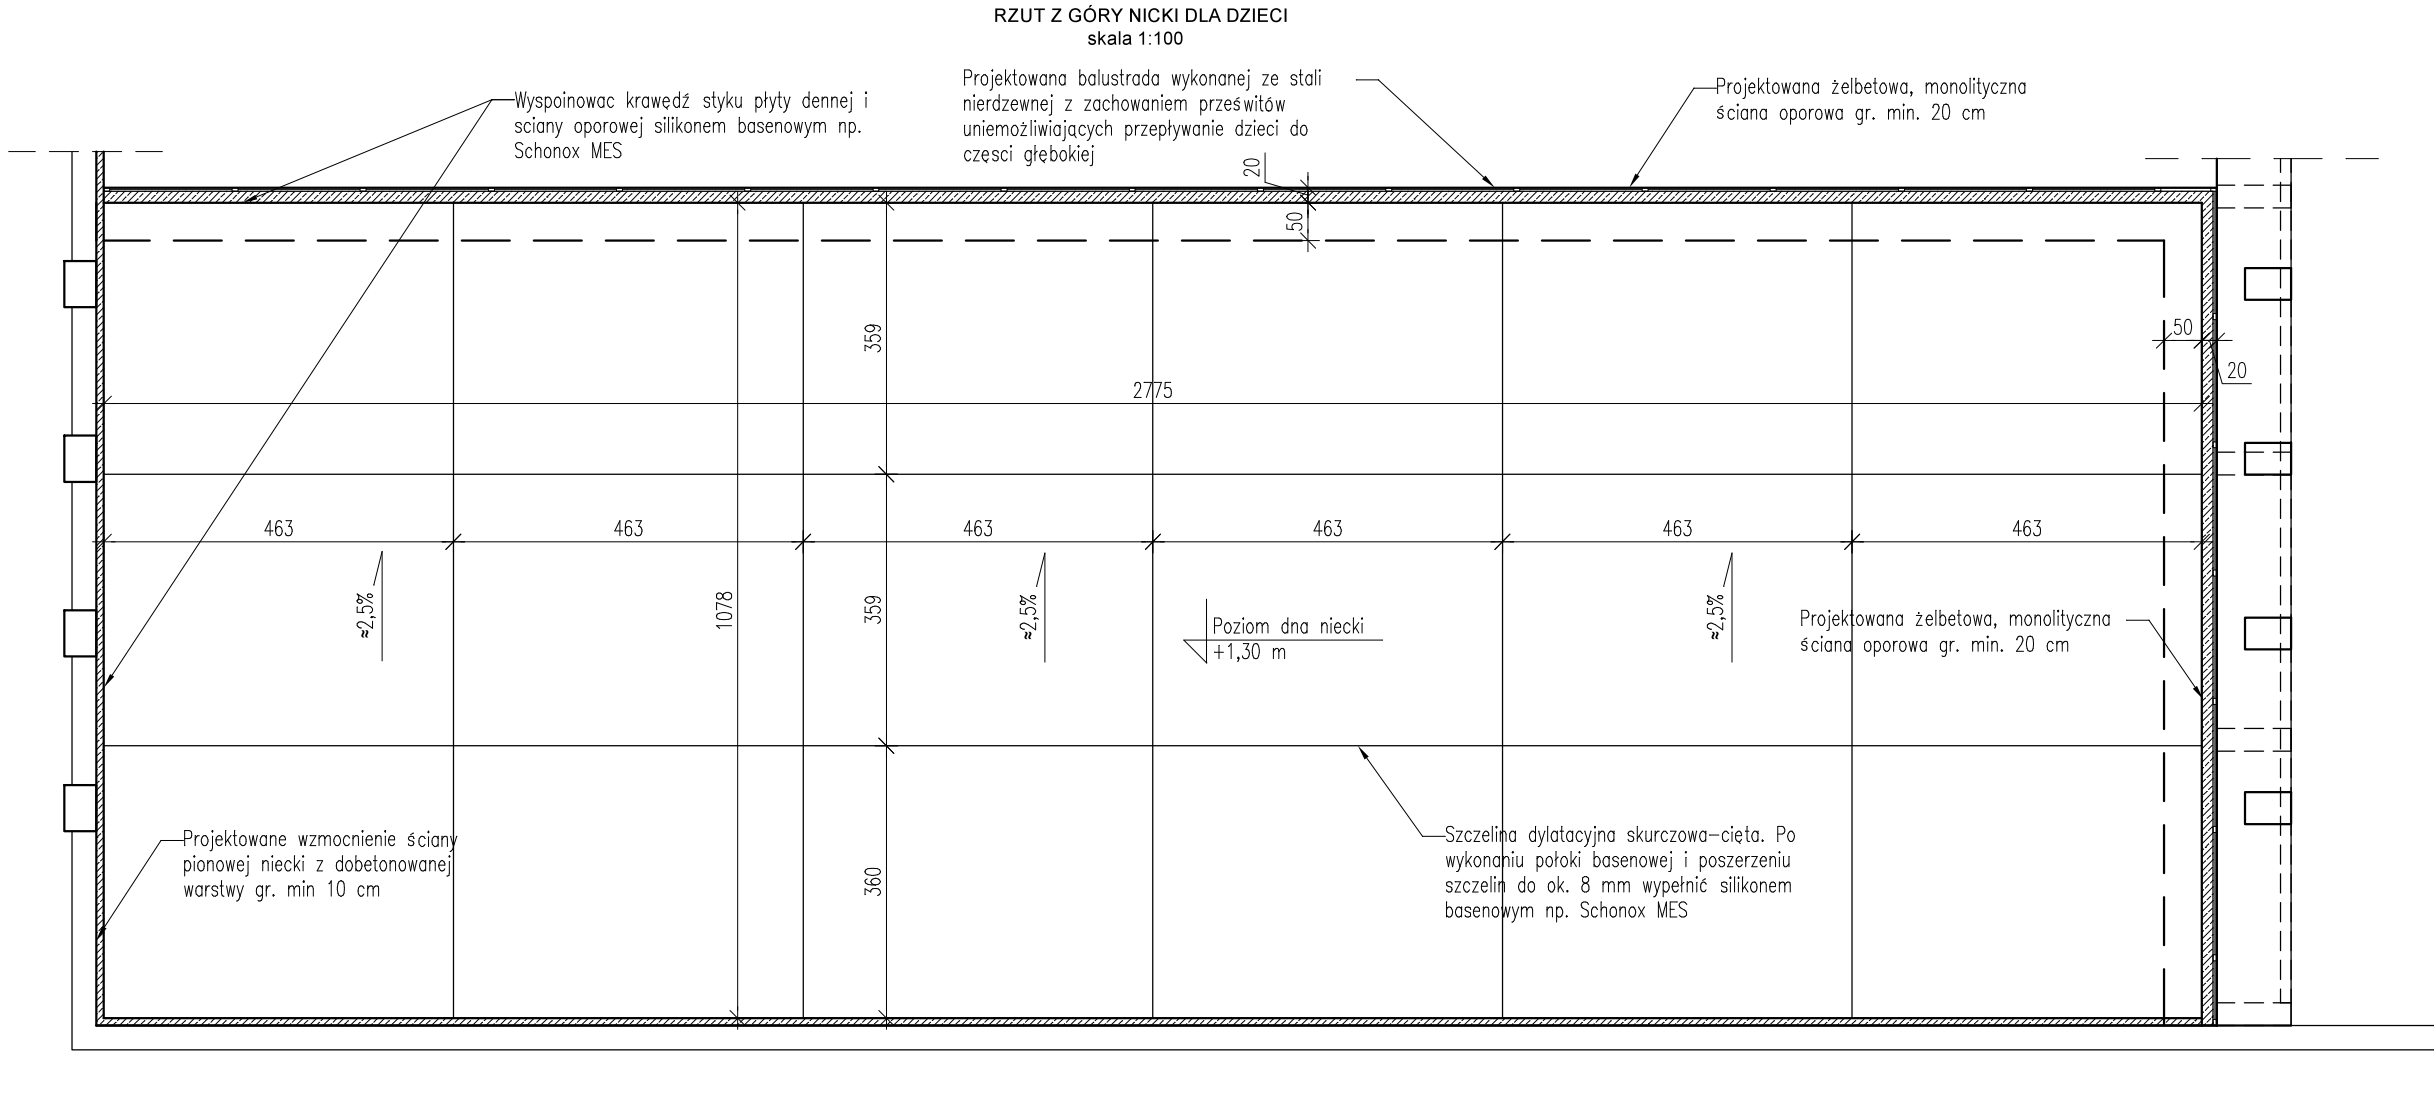 RZUT Z GÓRY NICKI DLA DZIECI
skala 1:100
Wyspoinowac krawędź styku płyty dennej i
sciany oporowej silikonem basenowym np.
Schonox MES
Projektowana balustrada wykonanej ze stali
nierdzewnej z zachowaniem prześwitów
uniemożliwiających przepływanie dzieci do
częsci głębokiej
Projektowana żelbetowa, monolityczna
ściana oporowa gr. min. 20 cm
20
50
359
50
20
2775
463
463
463
463
463
463
≈2,5%
1078
359
≈2,5%
Poziom dna niecki
+1,30 m
≈2,5%
Projektowana żelbetowa, monolityczna
ściana oporowa gr. min. 20 cm
Projektowane wzmocnienie ściany
pionowej niecki z dobetonowanej
warstwy gr. min 10 cm
360
Szczelina dylatacyjna skurczowa-cięta. Po
wykonaniu połoki basenowej i poszerzeniu
szczelin do ok. 8 mm wypełnić silikonem
basenowym np. Schonox MES